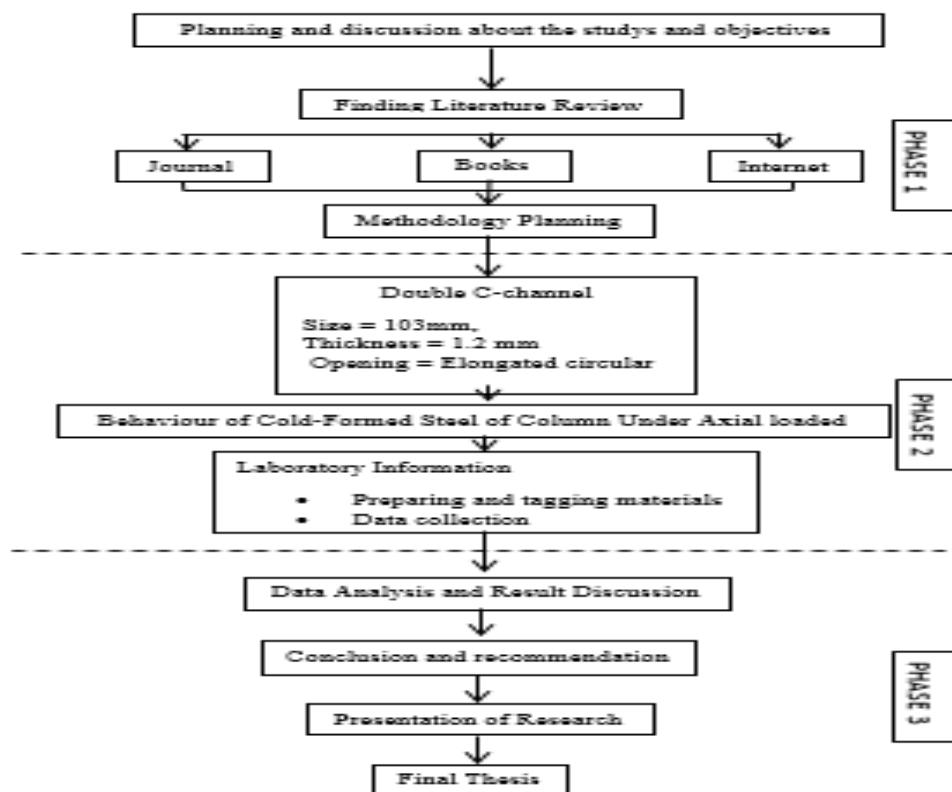 Planning and discussion about the studys and objectives
Finding Literature Review
PHASE 1
Journal
Books
Internet
Methodology Planning
Double C-channel
Size = 103mm,
Thickness = 1.2 mm
Opening = Elongated circular
PHASE 2
Behaviour of Cold-Formed Steel of Column Under Axial loaded
Laboratory Information
• Preparing and tagging materials
• Data collection
Data Analysis and Result Discussion
Conclusion and recommendation
PHASE 3
Presentation of Research
Final Thesis